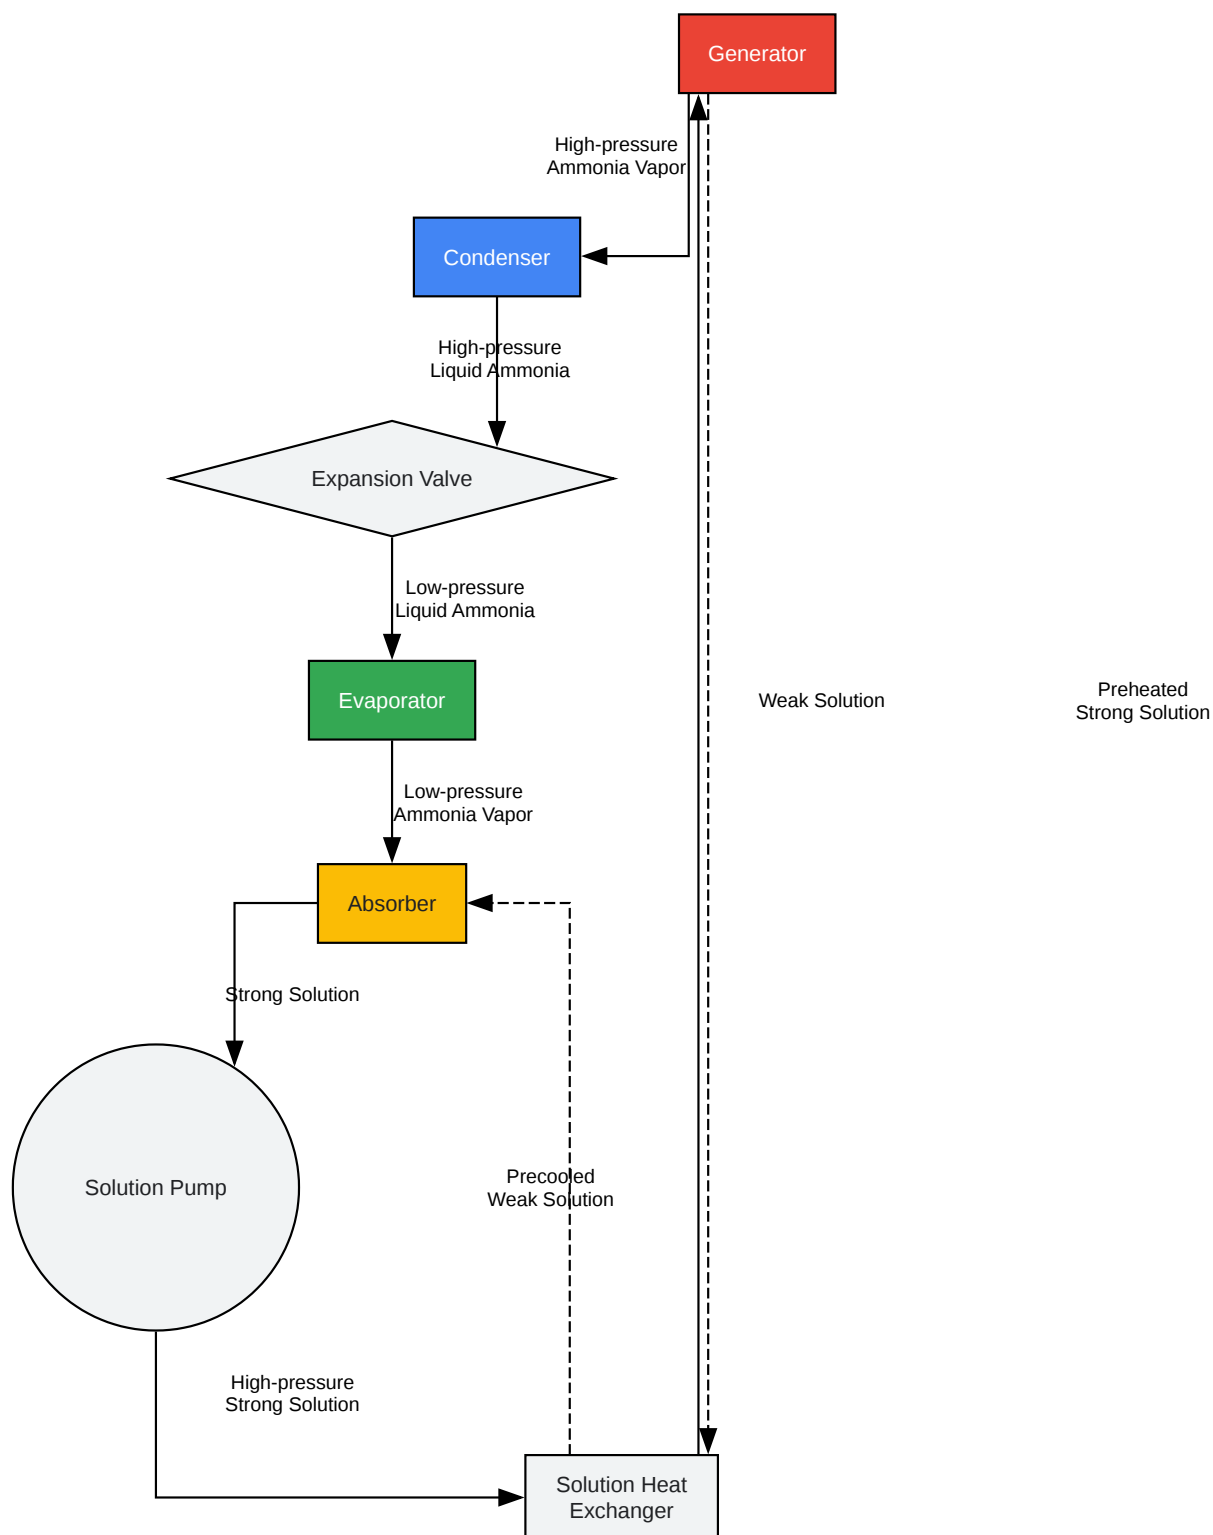 Generator
High-pressure
Ammonia Vapor
Condenser
High-pressure
Liquid Ammonia
Expansion Valve
Low-pressure
Liquid Ammonia
Evaporator
Weak Solution
Preheated
Strong Solution
Low-pressure
Ammonia Vapor
Absorber
Strong Solution
Solution Pump
Precooled
Weak Solution
High-pressure
Strong Solution
Solution Heat
Exchanger